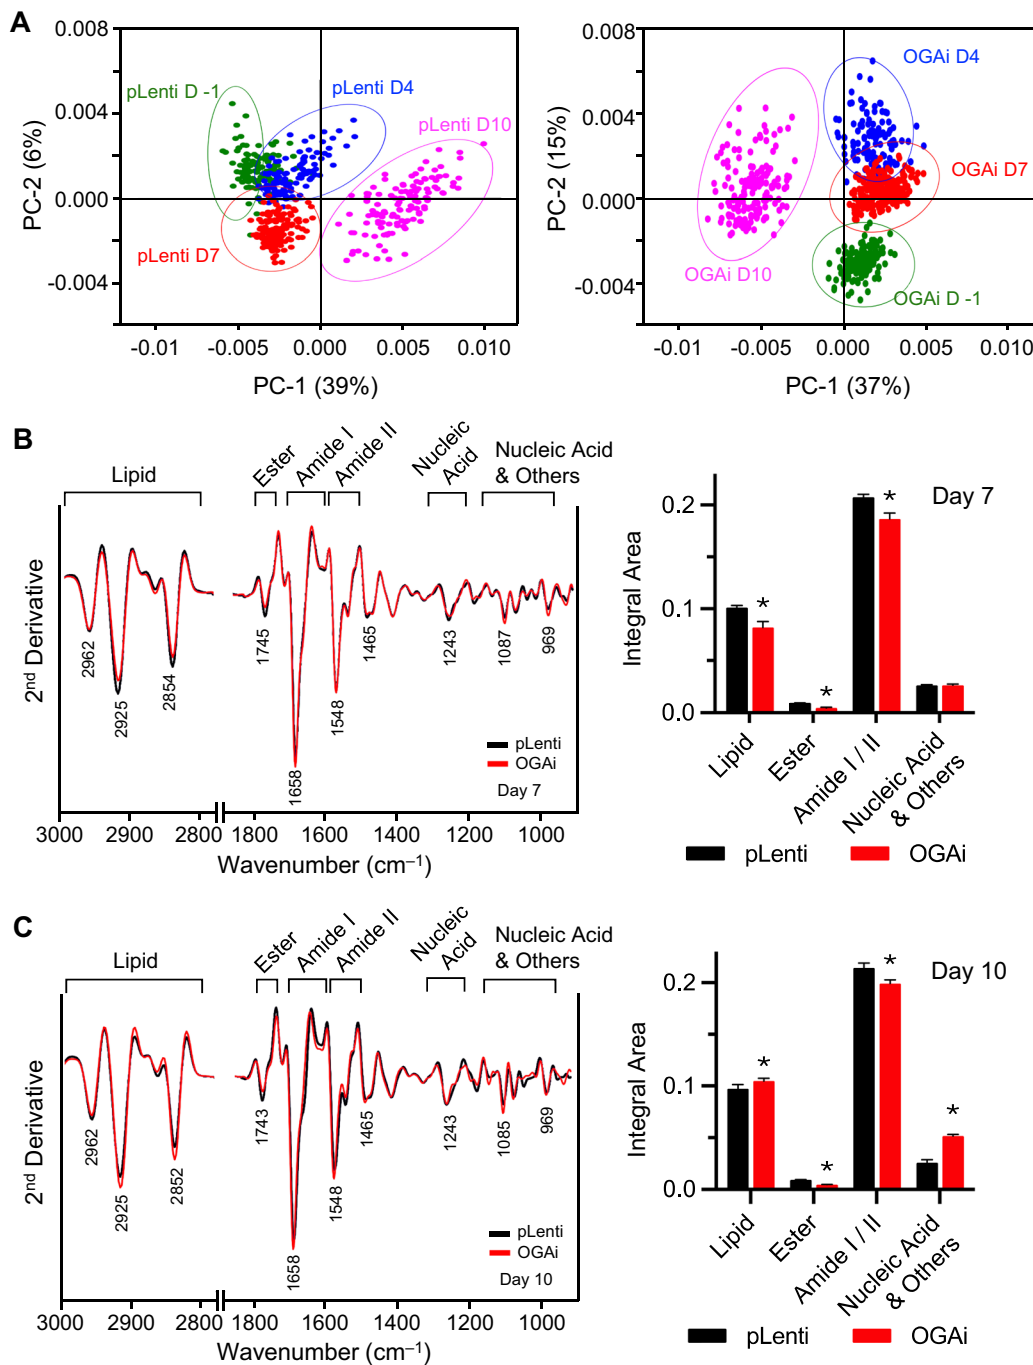 A
0.008
0.004
0.000
-0.004
PC-2 (6%)
pLenti D -1
pLenti D4
pLenti D10
pLenti D7
-0.01
-0.005
0.000
0.005
0.010
PC-1 (39%)
0.008
0.004
0.000
-0.004
PC-2 (15%)
OGAi D4
OGAi D7
OGAi D10
OGAi D -1
-0.01
-0.005
0.000
0.005
0.010
PC-1 (37%)
B
Lipid
Ester
Amide I
Amide II
Nucleic
Acid
Nucleic Acid
& Others
2nd Derivative
2962
2925
2854
1745
1658
1548
1465
1243
1087
969
pLenti
OGAi
Day 7
3000
2900
2800
1800
1600
1400
1200
1000
Wavenumber (cm−1)
Integral Area
0.2
0.1
0.0
Day 7
*
*
*
Lipid
Ester
Amide I / II
Nucleic Acid
& Others
pLenti
OGAi
C
Lipid
Ester
Amide I
Amide II
Nucleic
Acid
Nucleic Acid
& Others
2nd Derivative
2962
2925
2852
1743
1658
1548
1465
1243
1085
969
pLenti
OGAi
Day 10
3000
2900
2800
1800
1600
1400
1200
1000
Wavenumber (cm−1)
Integral Area
0.2
0.1
0.0
Day 10
*
*
*
*
Lipid
Ester
Amide I / II
Nucleic Acid
& Others
pLenti
OGAi